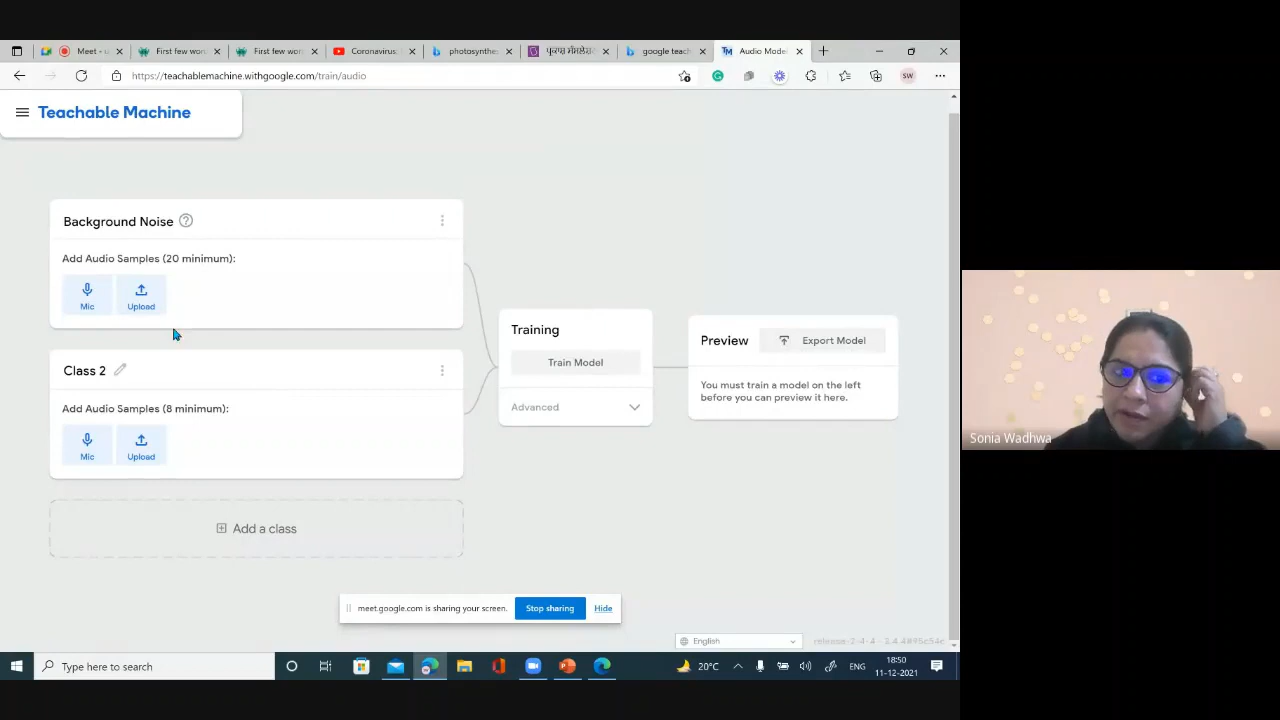 Meet - u
First few wor
First few wor
Coronavirus:
photosynthe
ਪ੍ਰਕਾਸ਼ ਸੰਸਲੇਸ਼ਣ
google teach
Audio Model
https://teachablemachine.withgoogle.com/train/audio
SW
Teachable Machine
Background Noise
Add Audio Samples (20 minimum):
Mic
Upload
Class 2
Add Audio Samples (8 minimum):
Mic
Upload
Add a class
Training
Train Model
Advanced
Preview
Export Model
You must train a model on the left
before you can preview it here.
meet.google.com is sharing your screen.
Stop sharing
Hide
English
Type here to search
20°C
ENG
18:50
11-12-2021
Sonia Wadhwa